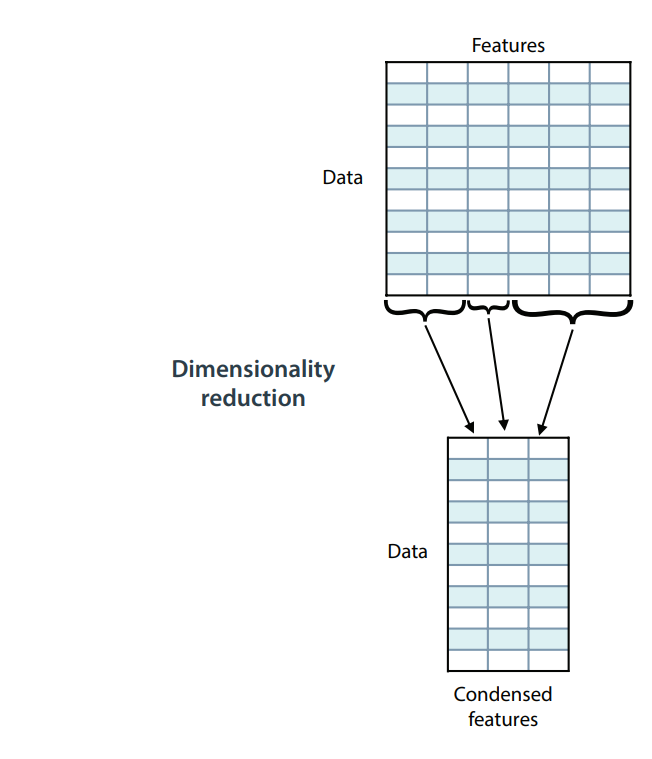 Features
Data
Dimensionality
reduction
Data
Condensed
features